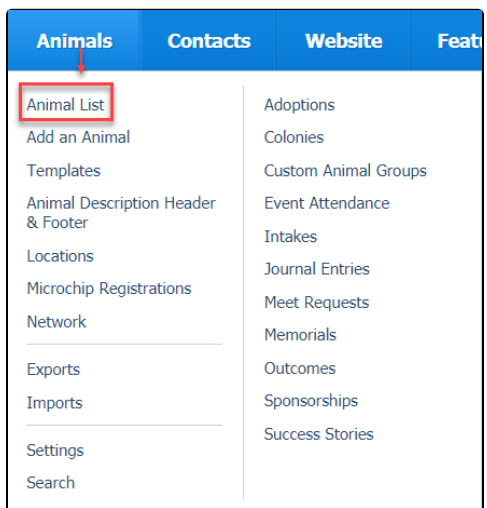 Animals Contacts Website Feat
Animal List
Add an Animal
Templates
Animal Description Header
& Footer
Locations
Microchip Registrations
Network
Exports
Imports
Settings
Search
Adoptions
Colonies
Custom Animal Groups
Event Attendance
Intakes
Journal Entries
Meet Requests
Memorials
Outcomes
Sponsorships
Success Stories